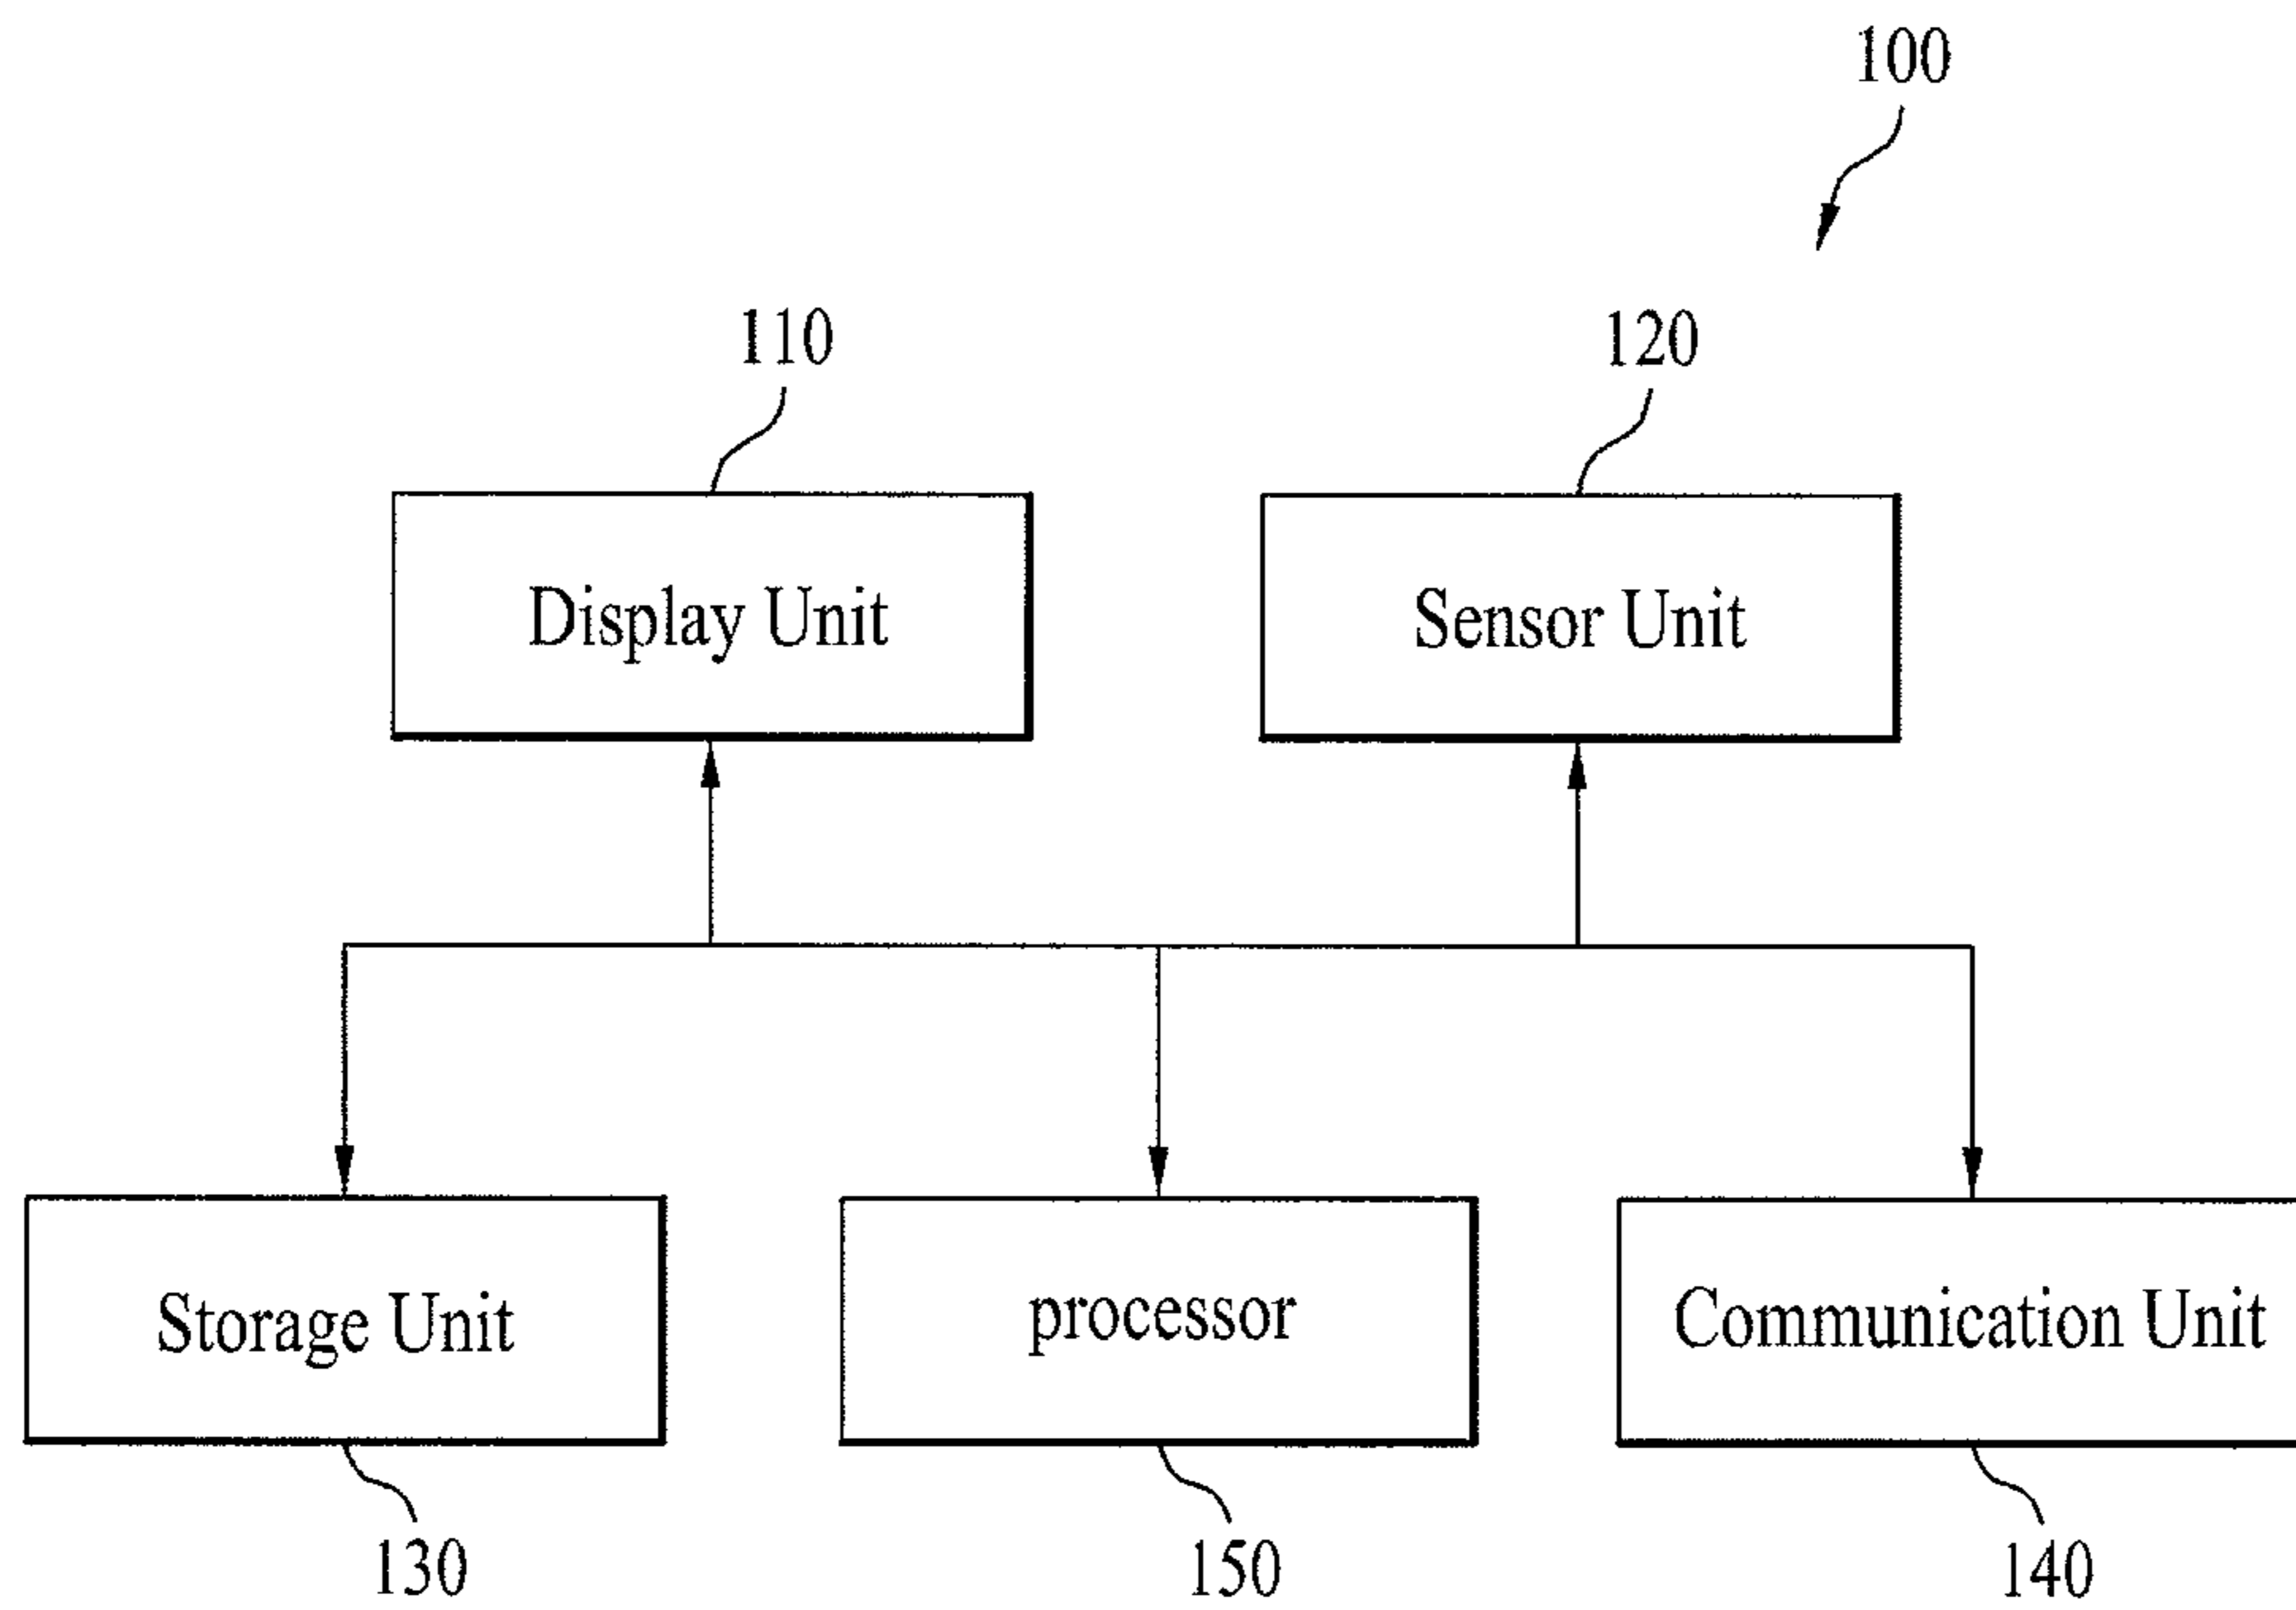 100
110
120
Display Unit
Sensor Unit
Storage Unit
processor
Communication Unit
130
150
140